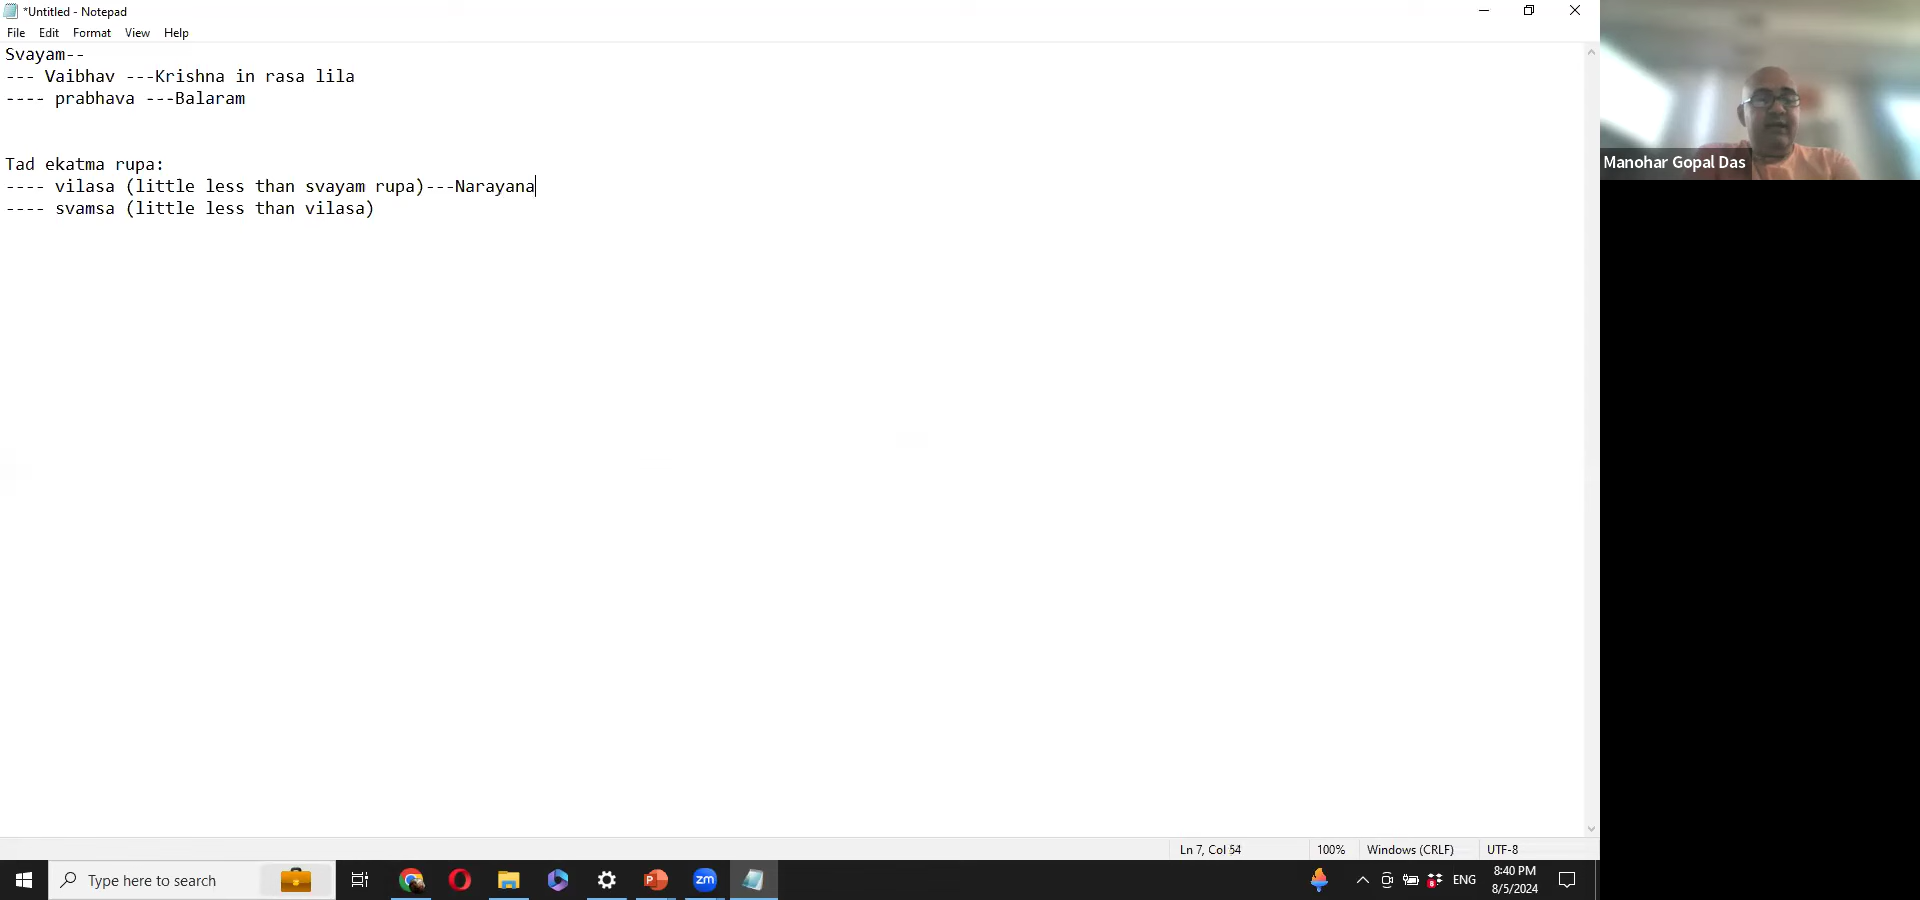 *Untitled - Notepad
File Edit Format View Help
Svayam--
--- Vaibhav ---Krishna in rasa lila
---- prabhava ---Balaram
Tad ekatma rupa:
---- vilasa (little less than svayam rupa)---Narayana
---- svamsa (little less than vilasa)
Manohar Gopal Das
Ln 7, Col 54 100% Windows (CRLF) UTF-8
Type here to search
zm
ENG
8:40 PM
8/5/2024